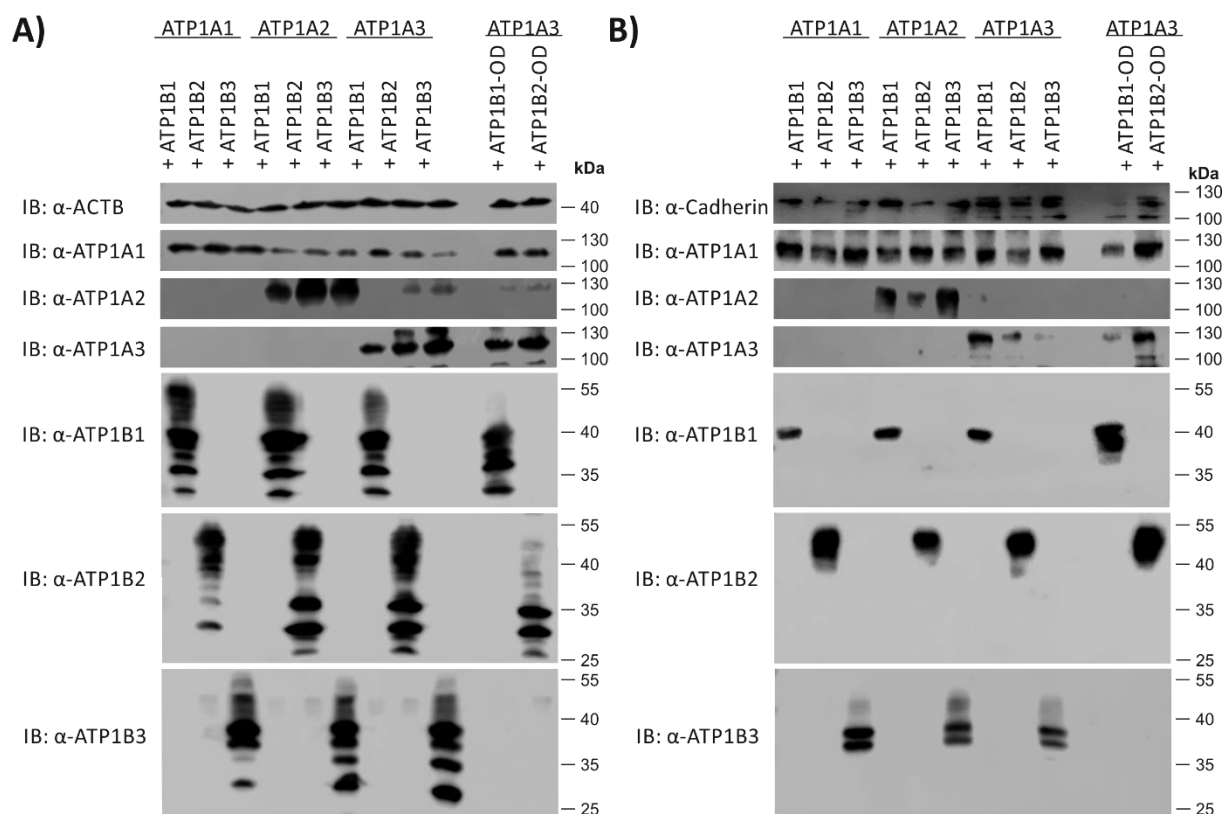 A)
ATP1A1 ATP1A2 ATP1A3 ATP1A3
+ ATP1B1
+ ATP1B2
+ ATP1B3
+ ATP1B1
+ ATP1B2
+ ATP1B3
+ ATP1B1
+ ATP1B2
+ ATP1B3
+ ATP1B1-OD
+ ATP1B2-OD
kDa
IB: α-ACTB
40
IB: α-ATP1A1
130
100
IB: α-ATP1A2
130
100
IB: α-ATP1A3
130
100
IB: α-ATP1B1
55
40
35
IB: α-ATP1B2
55
40
35
25
IB: α-ATP1B3
55
40
35
25
B)
ATP1A1 ATP1A2 ATP1A3 ATP1A3
+ ATP1B1
+ ATP1B2
+ ATP1B3
+ ATP1B1
+ ATP1B2
+ ATP1B3
+ ATP1B1
+ ATP1B2
+ ATP1B3
+ ATP1B1-OD
+ ATP1B2-OD
kDa
IB: α-Cadherin
130
100
IB: α-ATP1A1
130
100
IB: α-ATP1A2
130
100
IB: α-ATP1A3
130
100
IB: α-ATP1B1
55
40
35
IB: α-ATP1B2
55
40
35
25
IB: α-ATP1B3
55
40
35
25